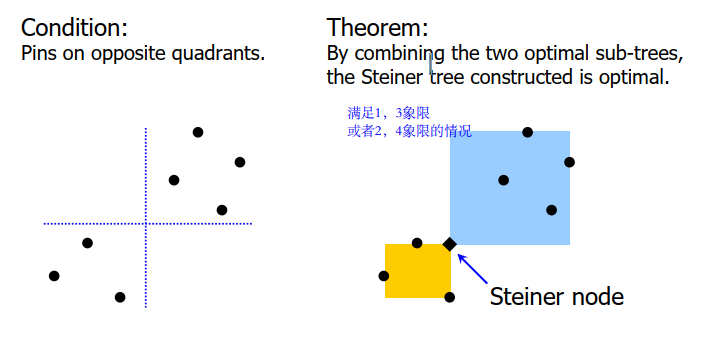 Condition:
Pins on opposite quadrants.
Theorem:
By combining the two optimal sub-trees,
the Steiner tree constructed is optimal.
满足1，3象限
或者2，4象限的情况
Steiner node